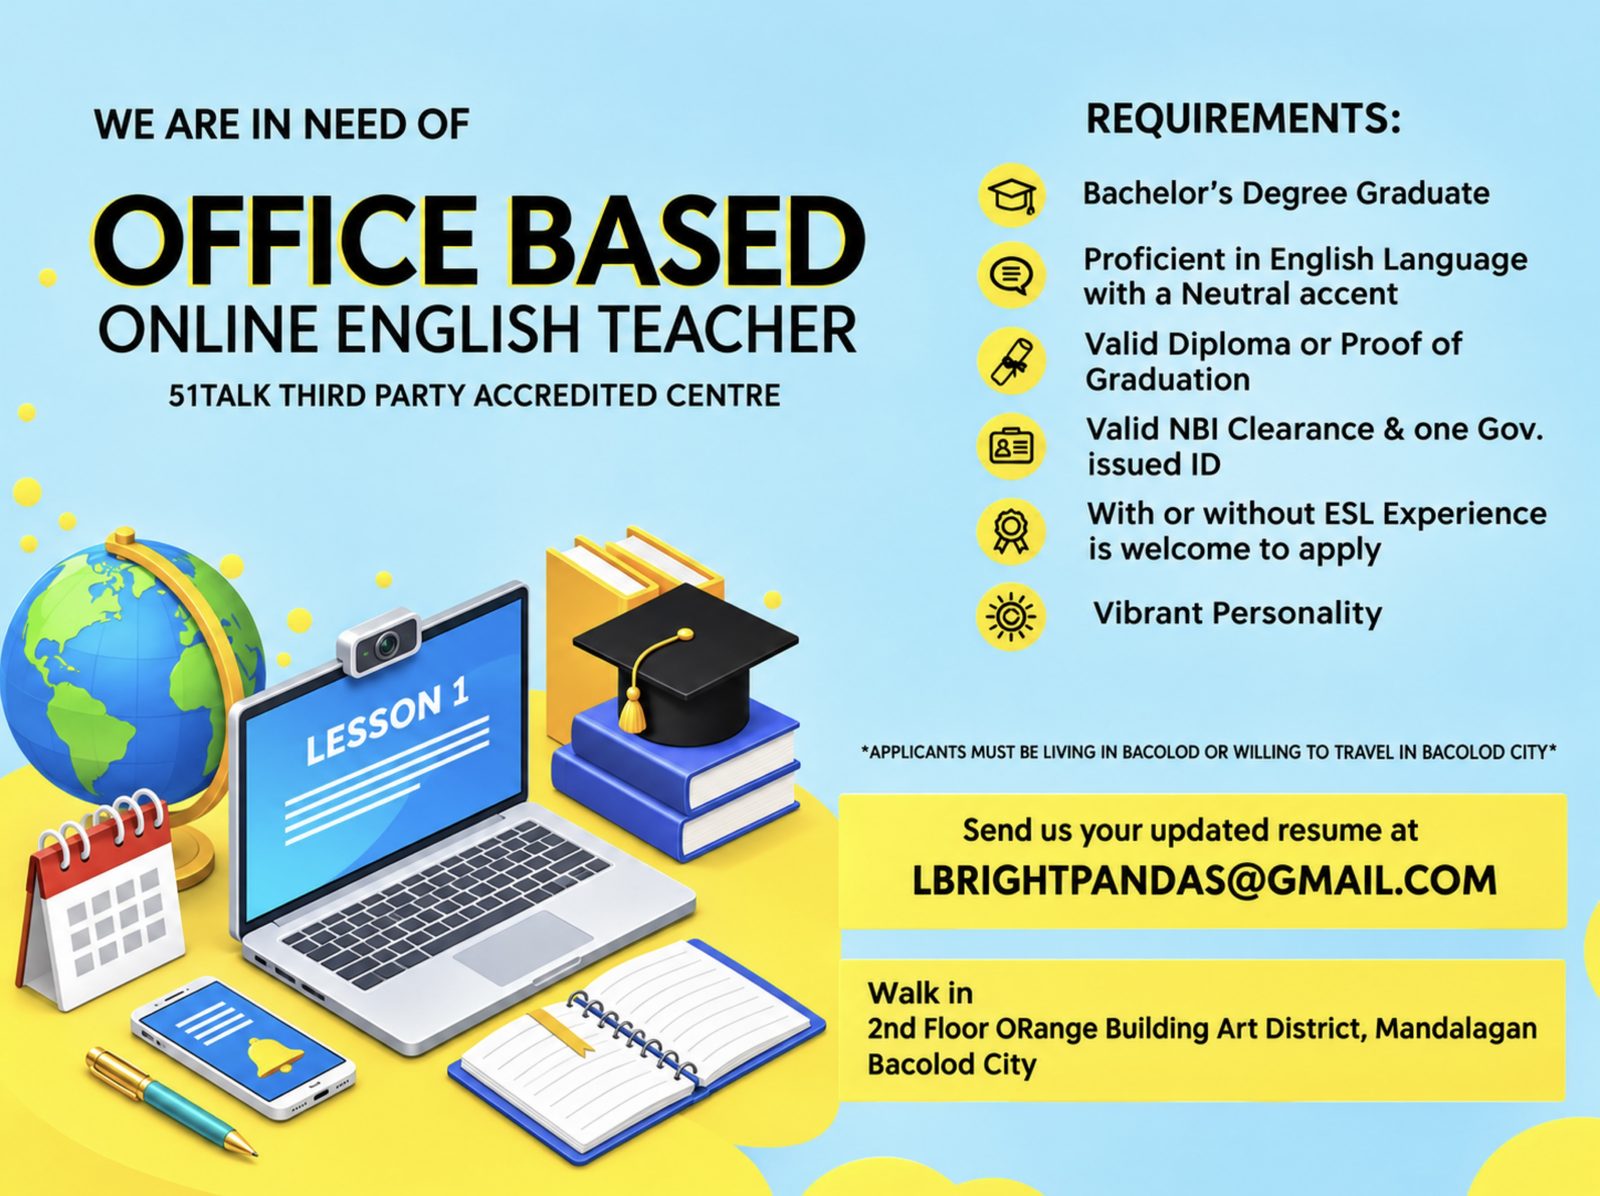 WE ARE IN NEED OF
OFFICE BASED
ONLINE ENGLISH TEACHER
51TALK THIRD PARTY ACCREDITED CENTRE
LESSON 1
REQUIREMENTS:
Bachelor's Degree Graduate
Proficient in English Language
with a Neutral accent
Valid Diploma or Proof of
Graduation
Valid NBI Clearance & one Gov.
issued ID
With or without ESL Experience
is welcome to apply
Vibrant Personality
*APPLICANTS MUST BE LIVING IN BACOLOD OR WILLING TO TRAVEL IN BACOLOD CITY*
Send us your updated resume at
LBRIGHTPANDAS@GMAIL.COM
Walk in
2nd Floor ORange Building Art District, Mandalagan
Bacolod City